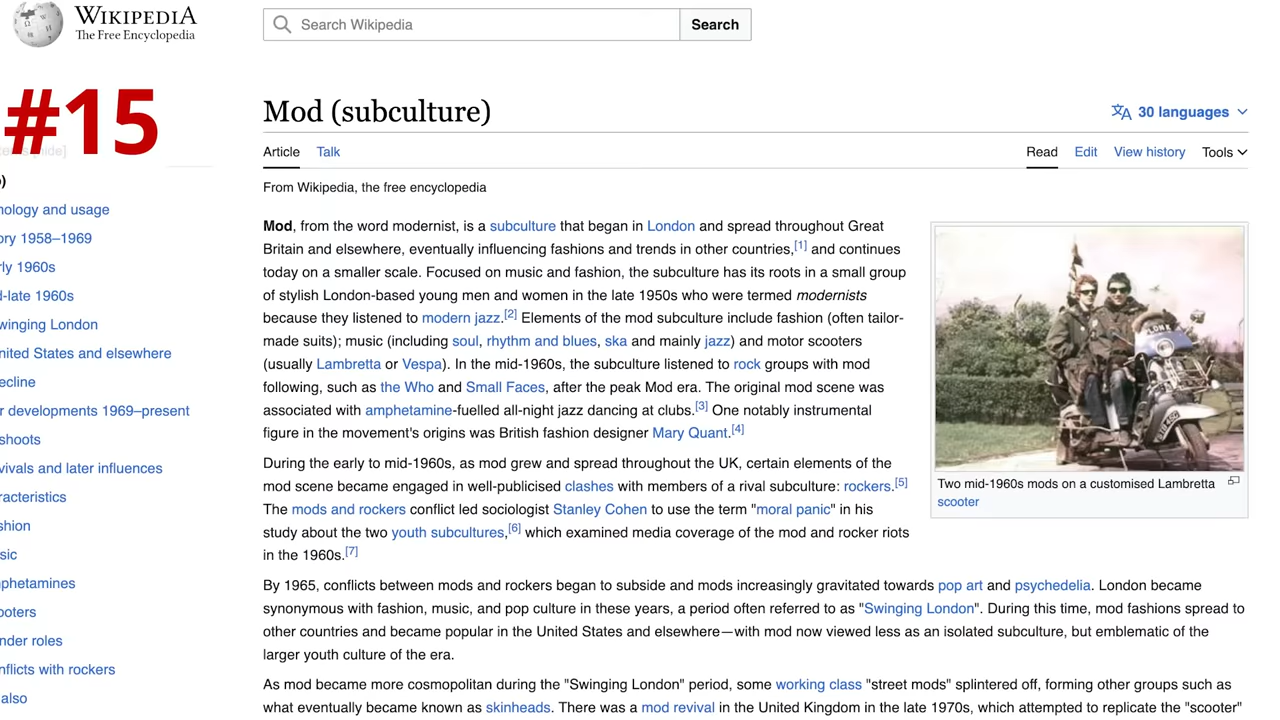 WIKIPEDIA
The Free Encyclopedia
Search Wikipedia
Search
#15
[hide]
Mod (subculture)
30 languages
Article
Talk
Read
Edit
View history
Tools
From Wikipedia, the free encyclopedia
Mod, from the word modernist, is a subculture that began in London and spread throughout Great
Britain and elsewhere, eventually influencing fashions and trends in other countries,[1] and continues
today on a smaller scale. Focused on music and fashion, the subculture has its roots in a small group
of stylish London-based young men and women in the late 1950s who were termed modernists
because they listened to modern jazz.[2] Elements of the mod subculture include fashion (often tailor-
made suits); music (including soul, rhythm and blues, ska and mainly jazz) and motor scooters
(usually Lambretta or Vespa). In the mid-1960s, the subculture listened to rock groups with mod
following, such as the Who and Small Faces, after the peak Mod era. The original mod scene was
associated with amphetamine-fuelled all-night jazz dancing at clubs.[3] One notably instrumental
figure in the movement's origins was British fashion designer Mary Quant.[4]
During the early to mid-1960s, as mod grew and spread throughout the UK, certain elements of the
mod scene became engaged in well-publicised clashes with members of a rival subculture: rockers.[5]
The mods and rockers conflict led sociologist Stanley Cohen to use the term "moral panic" in his
study about the two youth subcultures,[6] which examined media coverage of the mod and rocker riots
in the 1960s.[7]
By 1965, conflicts between mods and rockers began to subside and mods increasingly gravitated towards pop art and psychedelia. London became
synonymous with fashion, music, and pop culture in these years, a period often referred to as "Swinging London". During this time, mod fashions spread to
other countries and became popular in the United States and elsewhere—with mod now viewed less as an isolated subculture, but emblematic of the
larger youth culture of the era.
As mod became more cosmopolitan during the "Swinging London" period, some working class "street mods" splintered off, forming other groups such as
what eventually became known as skinheads. There was a mod revival in the United Kingdom in the late 1970s, which attempted to replicate the "scooter"
Two mid-1960s mods on a customised Lambretta
scooter
)
nology and usage
ory 1958–1969
rly 1960s
d-late 1960s
winging London
nited States and elsewhere
ecline
r developments 1969–present
shoots
vivals and later influences
racteristics
shion
sic
nphetamines
ooters
nder roles
nflicts with rockers
also